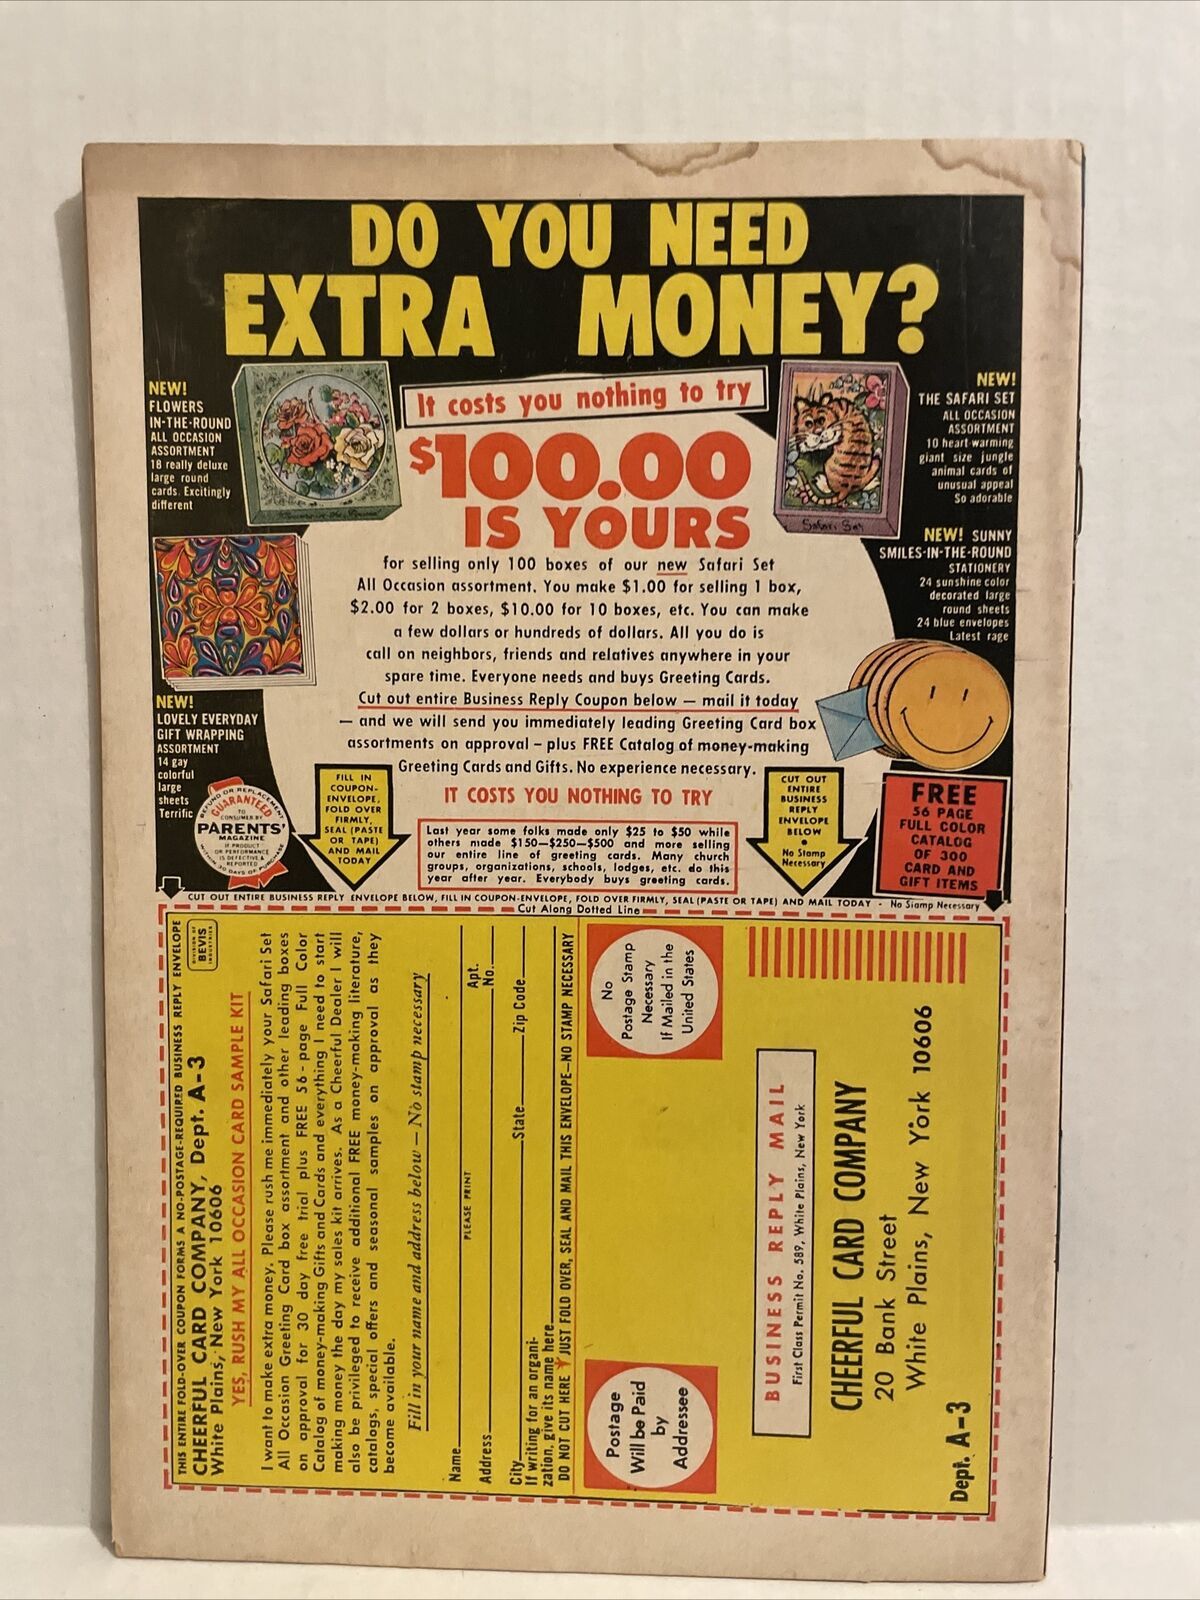 DO YOU NEED
EXTRA MONEY?
It costs you nothing to try
NEW!
FLOWERS
IN-THE-ROUND
ALL OCCASION
ASSORTMENT
18 really deluxe
large round
cards. Excitingly
different
NEW!
THE SAFARI SET
ALL OCCASION
ASSORTMENT
10 heart-warming
giant size jungle
animal cards of
unusual appeal
So adorable
Safari Set
$100.00
IS YOURS
for selling only 100 boxes of our new Safari Set
All Occasion assortment. You make $1.00 for selling 1 box,
$2.00 for 2 boxes, $10.00 for 10 boxes, etc. You can make
a few dollars or hundreds of dollars. All you do is
call on neighbors, friends and relatives anywhere in your
spare time. Everyone needs and buys Greeting Cards.
Cut out entire Business Reply Coupon below — mail it today
— and we will send you immediately leading Greeting Card box
assortments on approval – plus FREE Catalog of money-making
Greeting Cards and Gifts. No experience necessary.
IT COSTS YOU NOTHING TO TRY
NEW! SUNNY
SMILES-IN-THE-ROUND
STATIONERY
24 sunshine color
decorated large
round sheets
24 blue envelopes
Latest rage
NEW!
LOVELY EVERYDAY
GIFT WRAPPING
ASSORTMENT
14 gay
colorful
large
sheets
Terrific
REFUND OR REPLACEMENT
GUARANTEED
TO
CONSUMER BY
PARENTS'
MAGAZINE
IF PRODUCT
OR PERFORMANCE
IS DEFECTIVE &
REPORTED
WITHIN 30 DAYS OF PURCHASE
FILL IN
COUPON-
ENVELOPE,
FOLD OVER
FIRMLY,
SEAL (PASTE
OR TAPE)
AND MAIL
TODAY
Last year some folks made only $25 to $50 while
others made $150—$250—$500 and more selling
our entire line of greeting cards. Many church
groups, organizations, schools, lodges, etc. do this
year after year. Everybody buys greeting cards.
CUT OUT
ENTIRE
BUSINESS
REPLY
ENVELOPE
BELOW
•
No Stamp
Necessary
FREE
56 PAGE
FULL COLOR
CATALOG
OF 300
CARD AND
GIFT ITEMS
CUT OUT ENTIRE BUSINESS REPLY ENVELOPE BELOW, FILL IN COUPON-ENVELOPE, FOLD OVER FIRMLY, SEAL (PASTE OR TAPE) AND MAIL TODAY - No Stamp Necessary
Cut Along Dotted Line
THIS ENTIRE FOLD-OVER COUPON FORMS A NO-POSTAGE-REQUIRED BUSINESS REPLY ENVELOPE
CHEERFUL CARD COMPANY, Dept. A-3
White Plains, New York 10606
DIVISION OF
BEVIS
INDUSTRIES
YES, RUSH MY ALL OCCASION CARD SAMPLE KIT
I want to make extra money. Please rush me immediately your Safari Set
All Occasion Greeting Card box assortment and other leading boxes
on approval for 30 day free trial plus FREE 56-page Full Color
Catalog of money-making Gifts and Cards and everything I need to start
making money the day my sales kit arrives. As a Cheerful Dealer I will
also be privileged to receive additional FREE money-making literature,
catalogs, special offers and seasonal samples on approval as they
become available.
Fill in your name and address below — No stamp necessary
Name
PLEASE PRINT
Address
Apt.
No.
City State Zip Code
If writing for an organi-
zation, give its name here
DO NOT CUT HERE JUST FOLD OVER, SEAL AND MAIL THIS ENVELOPE—NO STAMP NECESSARY
Postage
Will be Paid
by
Addressee
No
Postage Stamp
Necessary
If Mailed in the
United States
BUSINESS REPLY MAIL
First Class Permit No. 589, White Plains, New York
CHEERFUL CARD COMPANY
20 Bank Street
White Plains, New York 10606
Dept. A-3